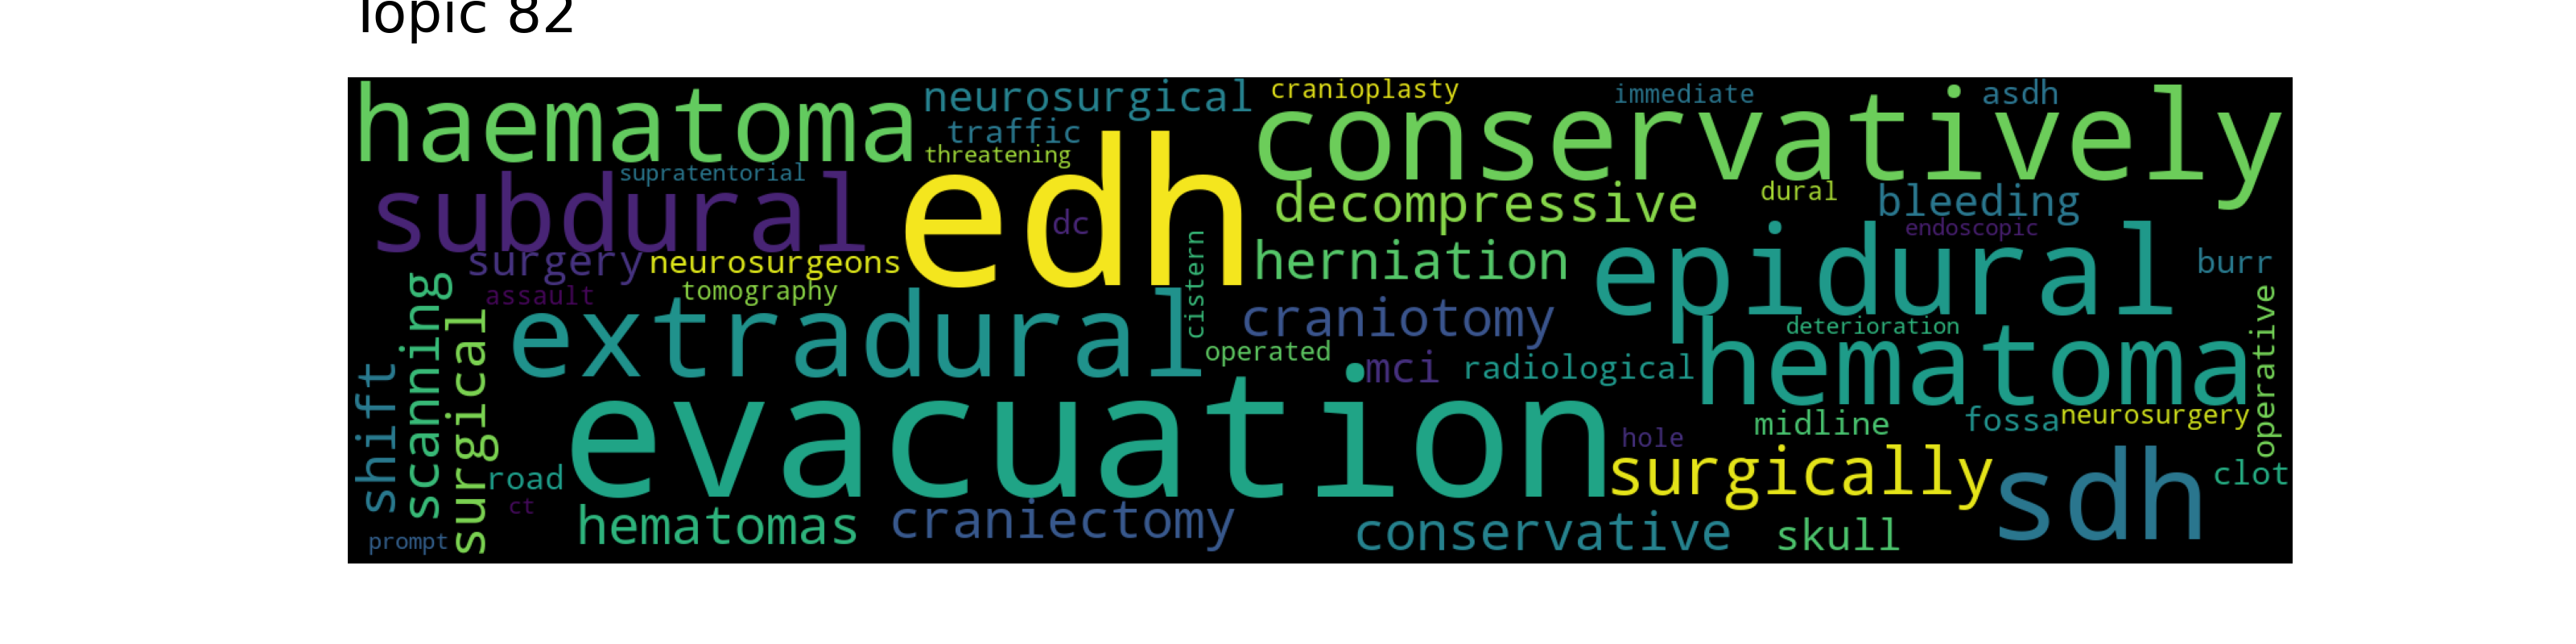 Topic 82
haematoma
neurosurgical
cranioplasty
immediate
asdh
traffic
conservatively
threatening
supratentorial
subdural
edh
dc
decompressive
dural
bleeding
endoscopic
surgery
neurosurgeons
cistern
herniation
epidural
burr
assault
tomography
scanning
surgical
extradural
craniotomy
deterioration
operated
mci
radiological
hematoma
operative
shift
evacuation
midline
fossa
neurosurgery
hole
surgically
sdh
clot
road
ct
prompt
hematomas
craniectomy
conservative
skull